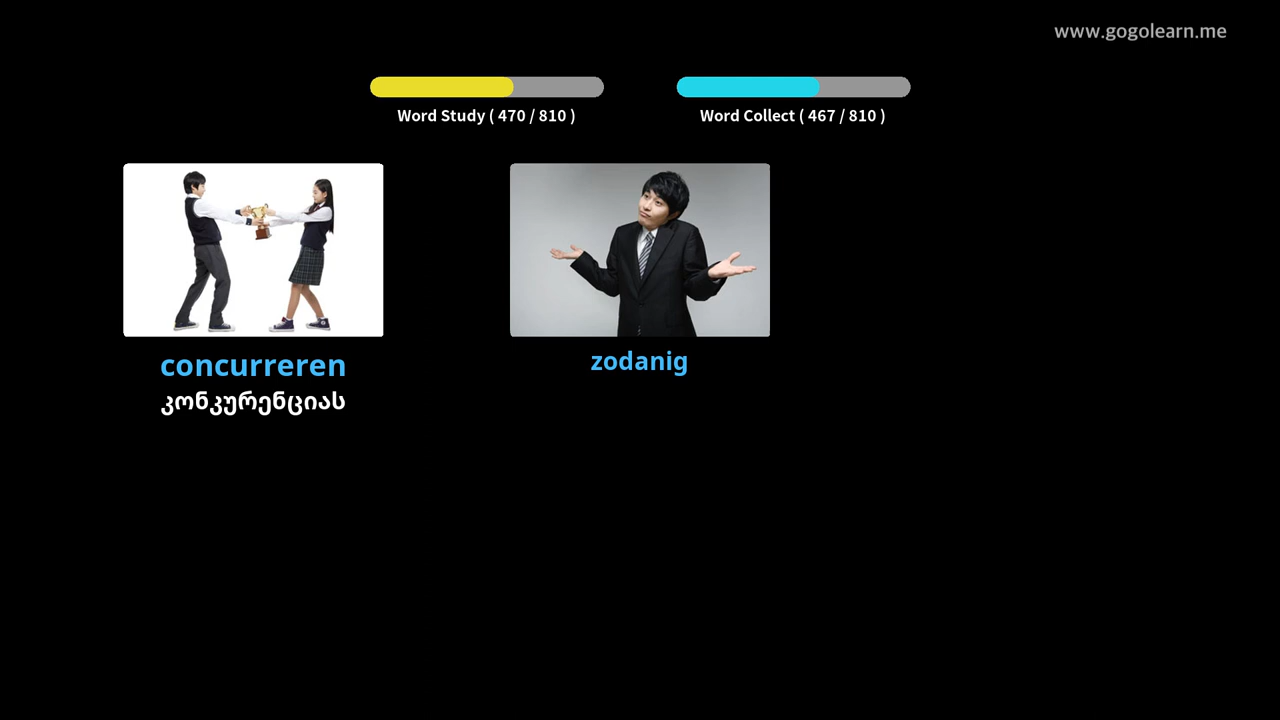 www.gogolearn.me
Word Study ( 470 / 810 )
Word Collect ( 467 / 810 )
concurreren
კონკურენციას
zodanig